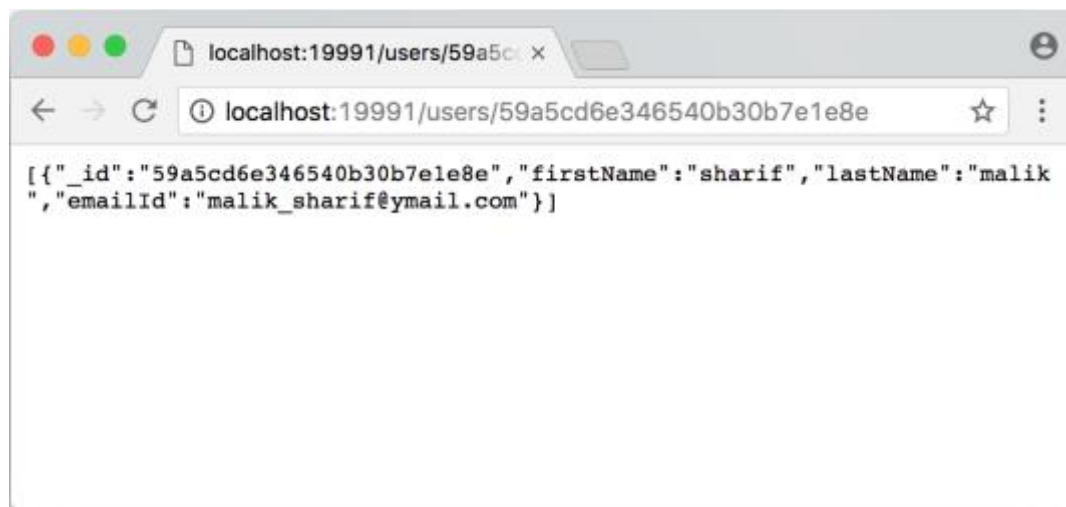 localhost:19991/users/59a5c
localhost:19991/users/59a5cd6e346540b30b7e1e8e
[{"_id":"59a5cd6e346540b30b7e1e8e","firstName":"sharif","lastName":"malik
","emailId":"malik_sharif@ymail.com"}]